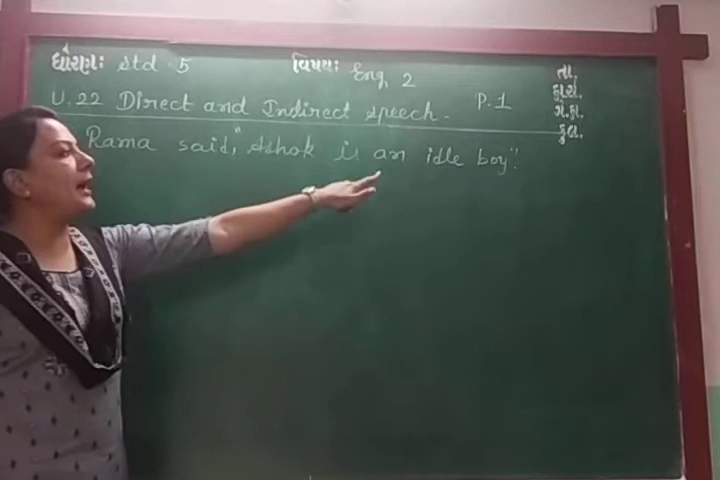 ધોરણ: Std. 5 વિષય: Eng. 2 તા.
U.22 Direct and Indirect speech. P.1
Rama said, "Ashok is an idle boy".